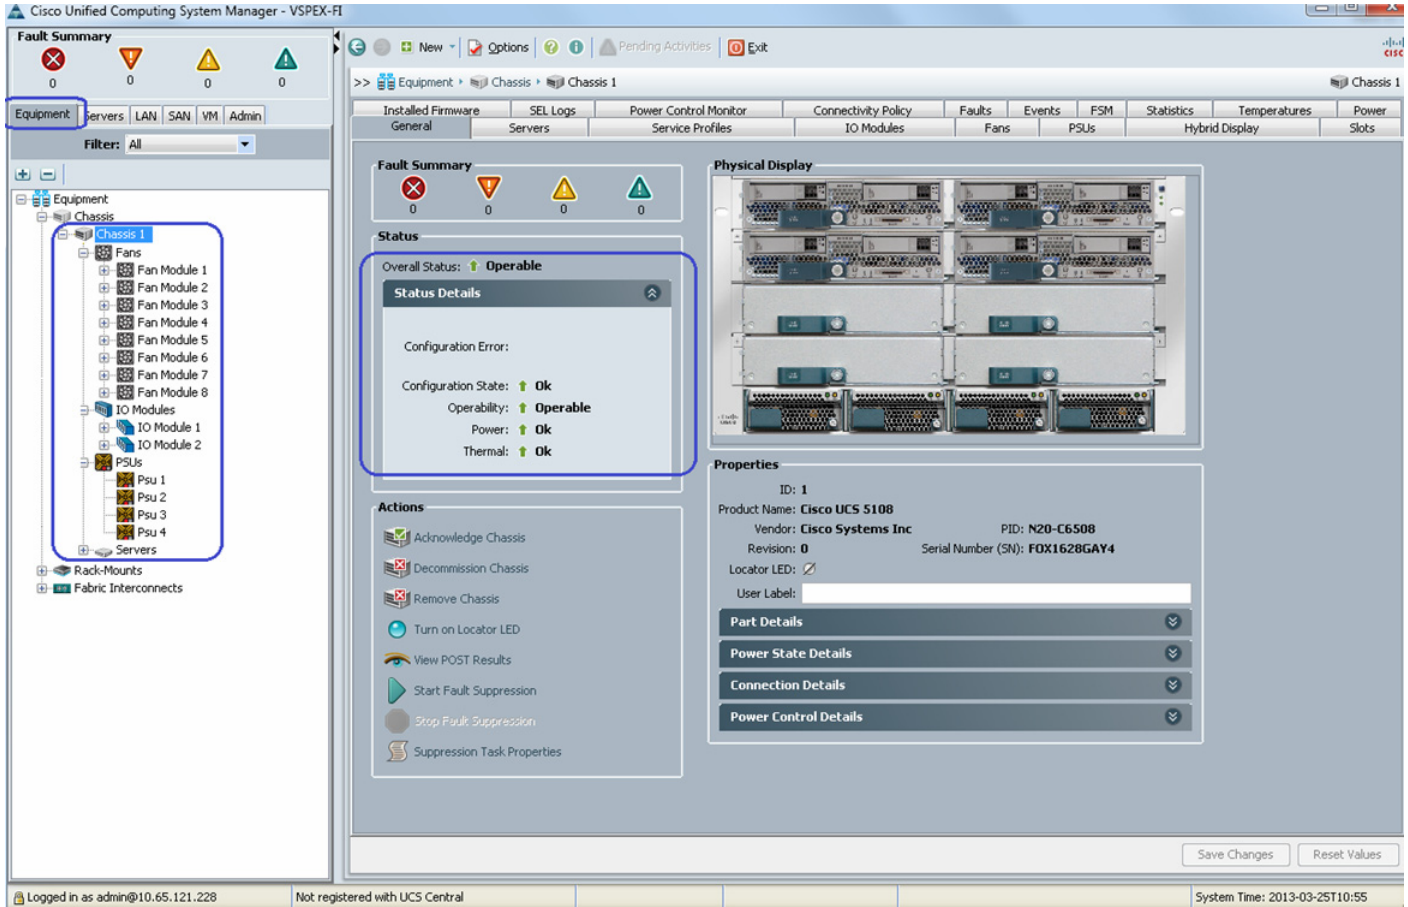 Cisco Unified Computing System Manager - VSPEX-FI
Fault Summary
0 0 0 0
Equipment Servers LAN SAN VM Admin
Filter: All
Equipment
Chassis
Chassis 1
Fans
Fan Module 1
Fan Module 2
Fan Module 3
Fan Module 4
Fan Module 5
Fan Module 6
Fan Module 7
Fan Module 8
IO Modules
IO Module 1
IO Module 2
PSUs
Psu 1
Psu 2
Psu 3
Psu 4
Servers
Rack-Mounts
Fabric Interconnects
New Options Pending Activities Exit
>> Equipment Chassis Chassis 1 Chassis 1
Installed Firmware SEL Logs Power Control Monitor Connectivity Policy Faults Events FSM Statistics Temperatures Power
General Servers Service Profiles IO Modules Fans PSUs Hybrid Display Slots
Fault Summary
0 0 0 0
Status
Overall Status: Operable
Status Details
Configuration Error:
Configuration State: Ok
Operability: Operable
Power: Ok
Thermal: Ok
Actions
Acknowledge Chassis
Decommission Chassis
Remove Chassis
Turn on Locator LED
View POST Results
Start Fault Suppression
Stop Fault Suppression
Suppression Task Properties
Physical Display
Properties
ID: 1
Product Name: Cisco UCS 5108
Vendor: Cisco Systems Inc PID: N20-C6508
Revision: 0 Serial Number (SN): FOX1628GAY4
Locator LED:
User Label:
Part Details
Power State Details
Connection Details
Power Control Details
Save Changes Reset Values
Logged in as admin@10.65.121.228 Not registered with UCS Central System Time: 2013-03-25T10:55